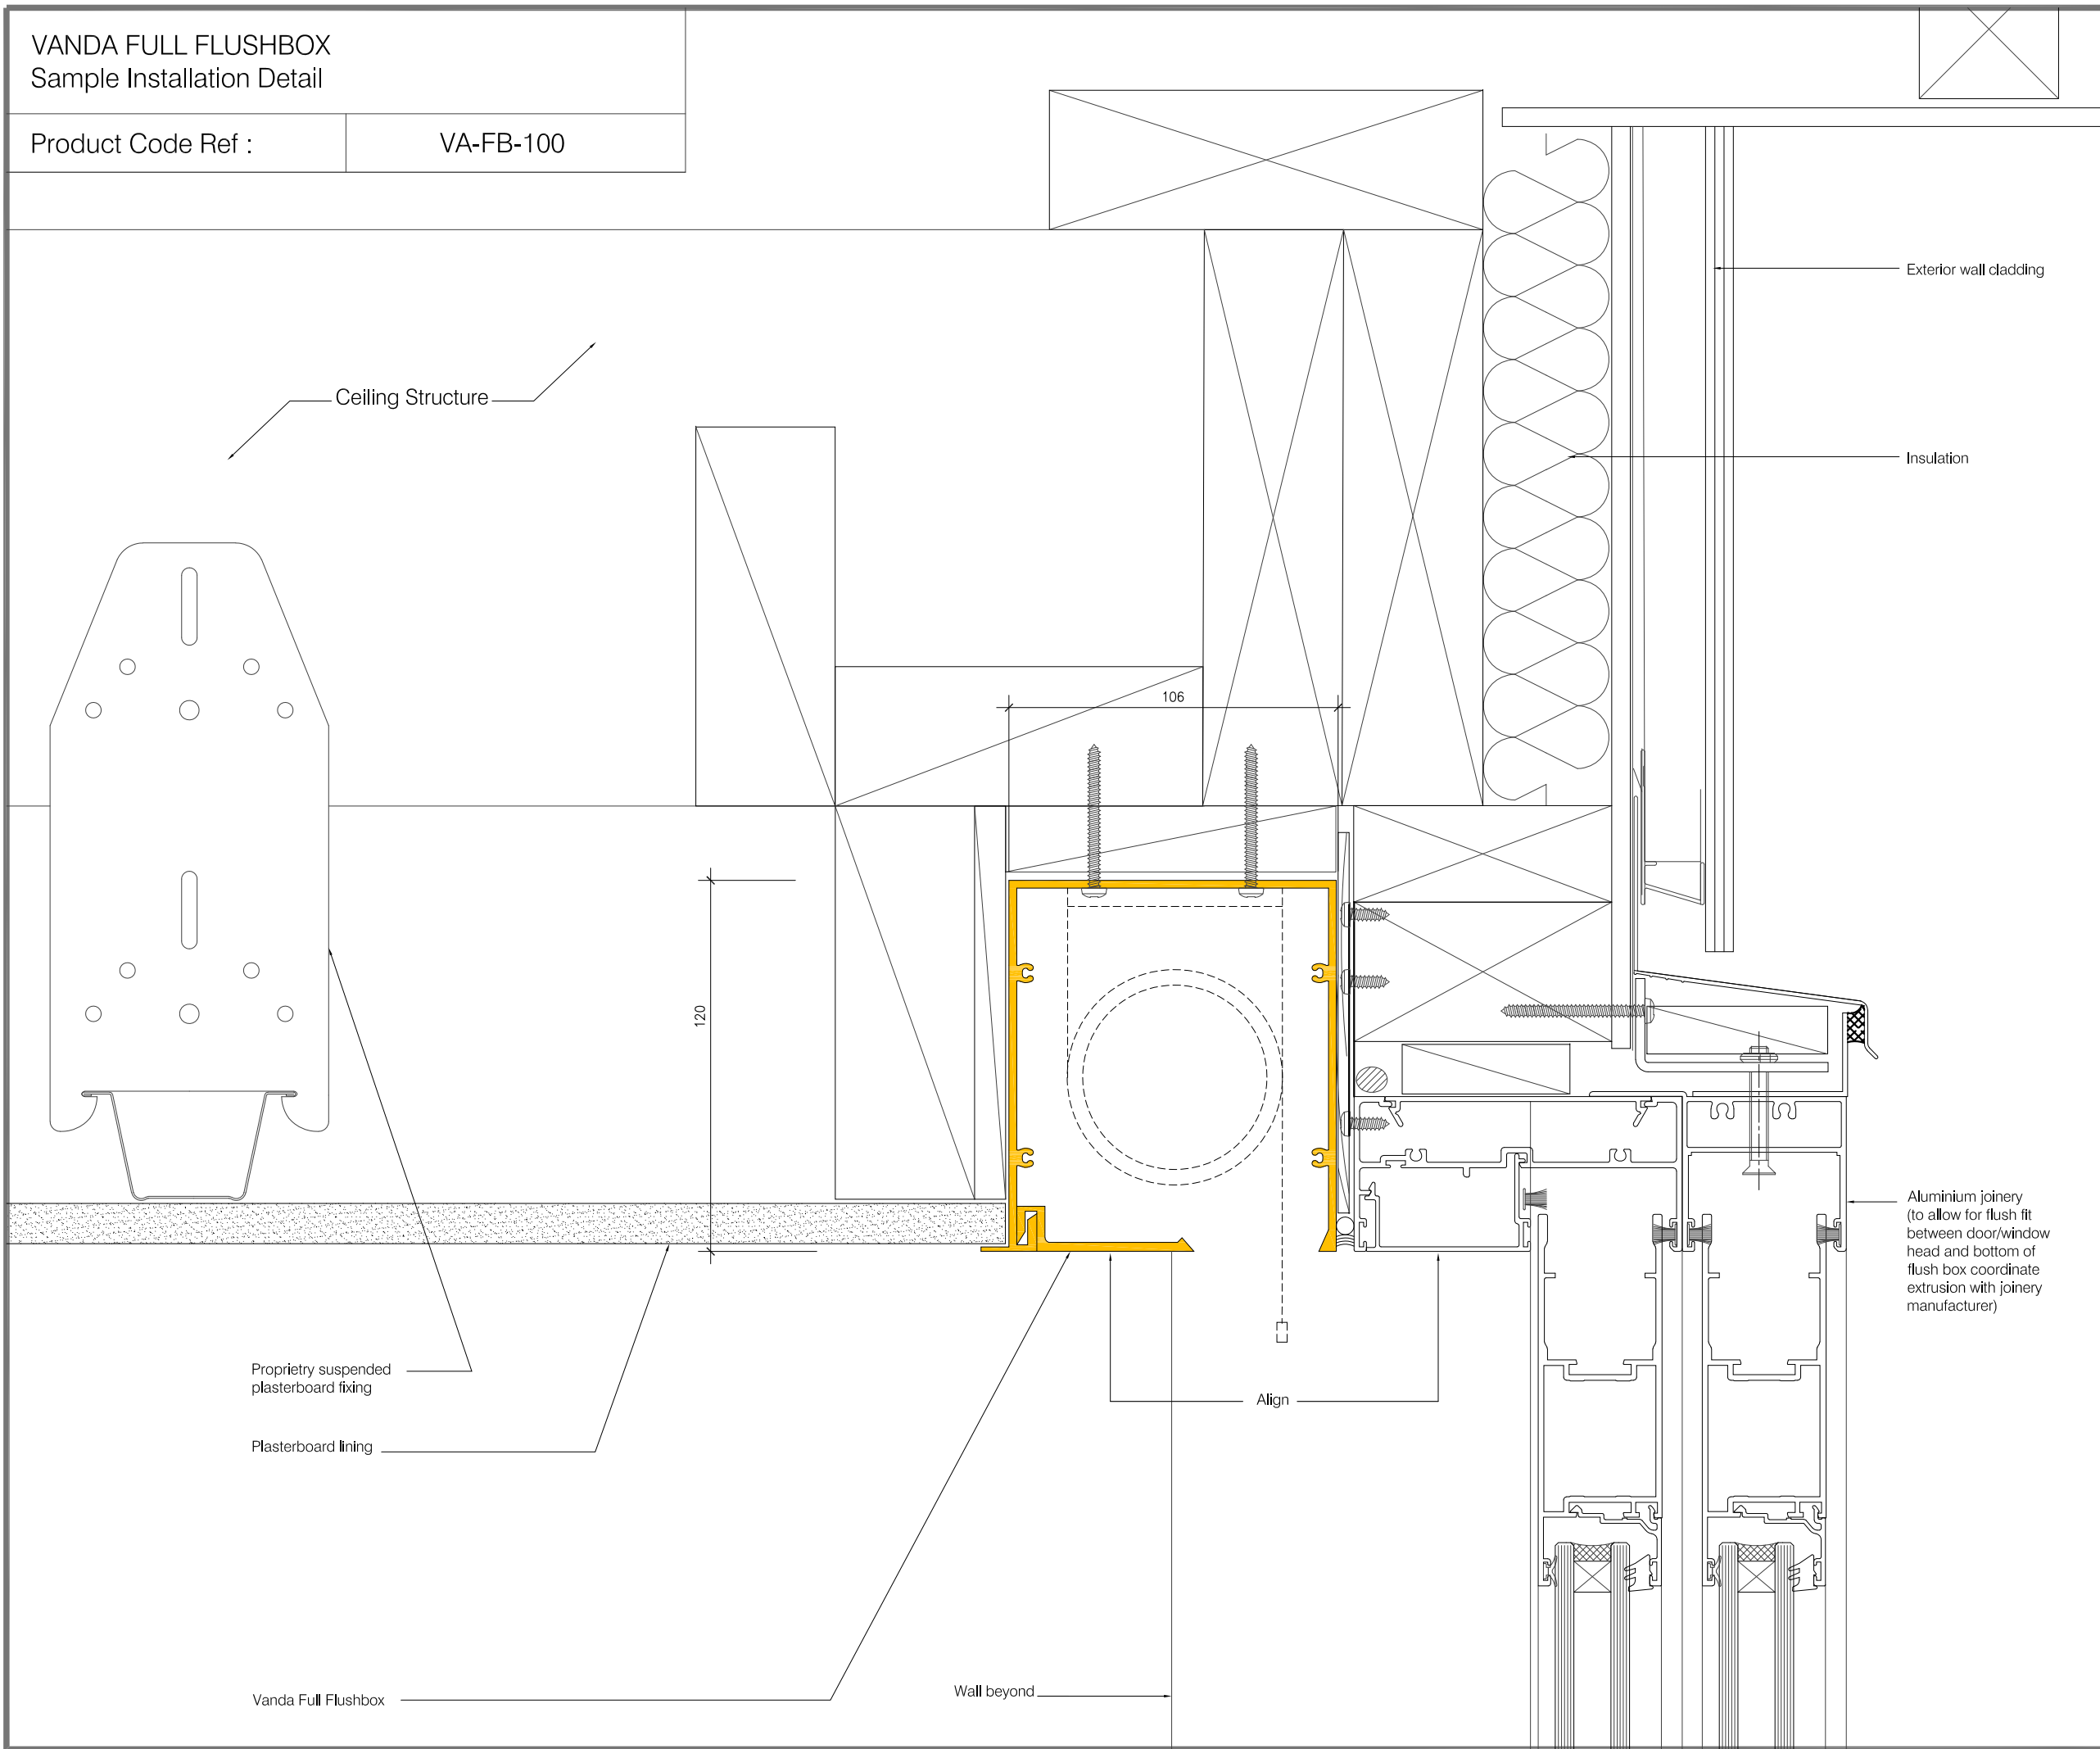 VANDA FULL FLUSHBOX
Sample Installation Detail
Product Code Ref :
VA-FB-100
Exterior wall cladding
Ceiling Structure
Insulation
106
120
Aluminium joinery
(to allow for flush fit
between door/window
head and bottom of
flush box coordinate
extrusion with joinery
manufacturer)
Proprietry suspended
plasterboard fixing
Align
Plasterboard lining
Vanda Full Flushbox
Wall beyond